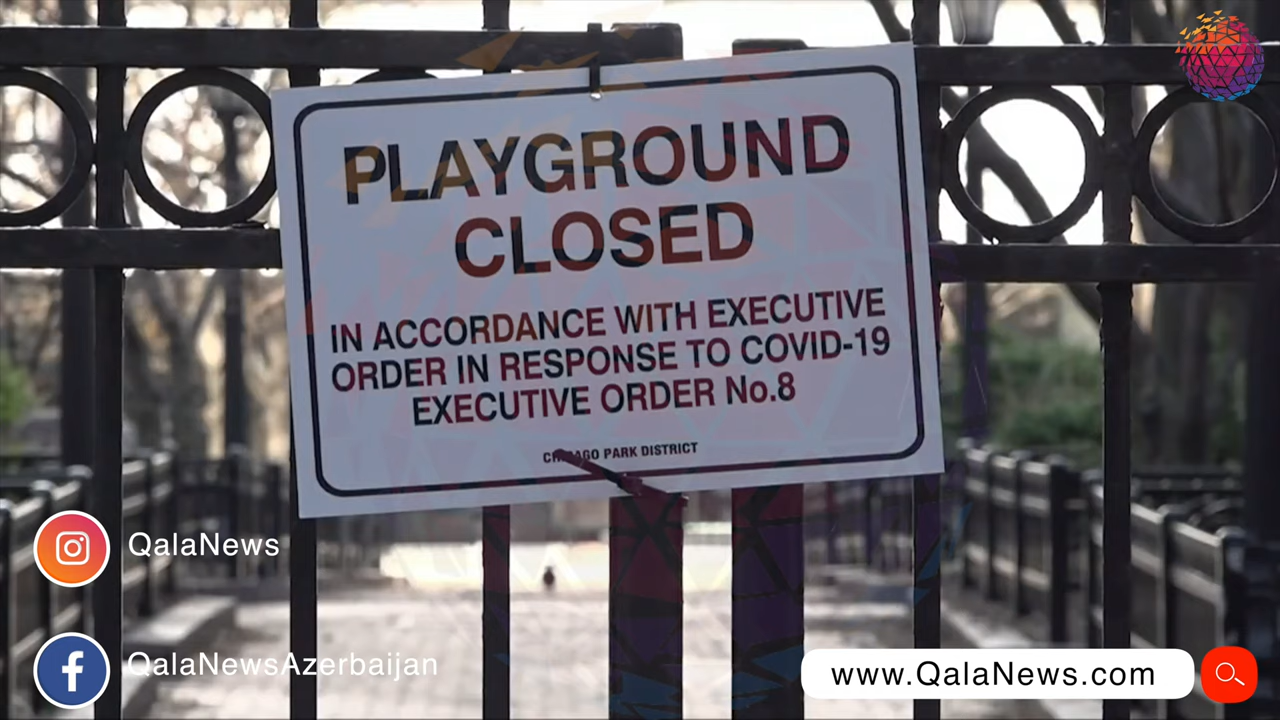 PLAYGROUND
CLOSED
IN ACCORDANCE WITH EXECUTIVE
ORDER IN RESPONSE TO COVID-19
EXECUTIVE ORDER No.8
CHICAGO PARK DISTRICT
QalaNews
QalaNewsAzerbaijan
www.QalaNews.com